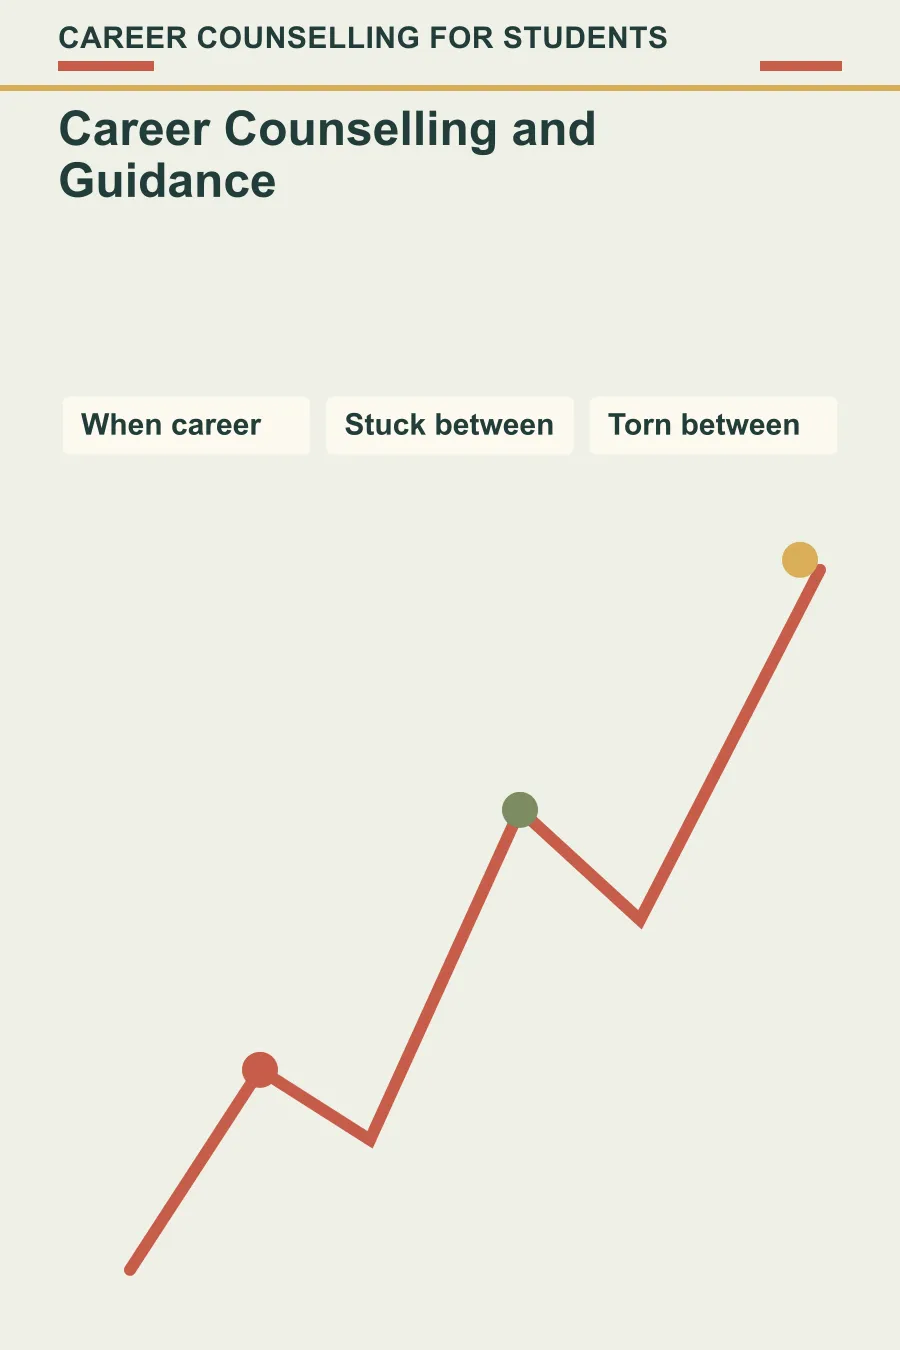 CAREER COUNSELLING FOR STUDENTS
Career Counselling and
Guidance
When career
Stuck between
Torn between